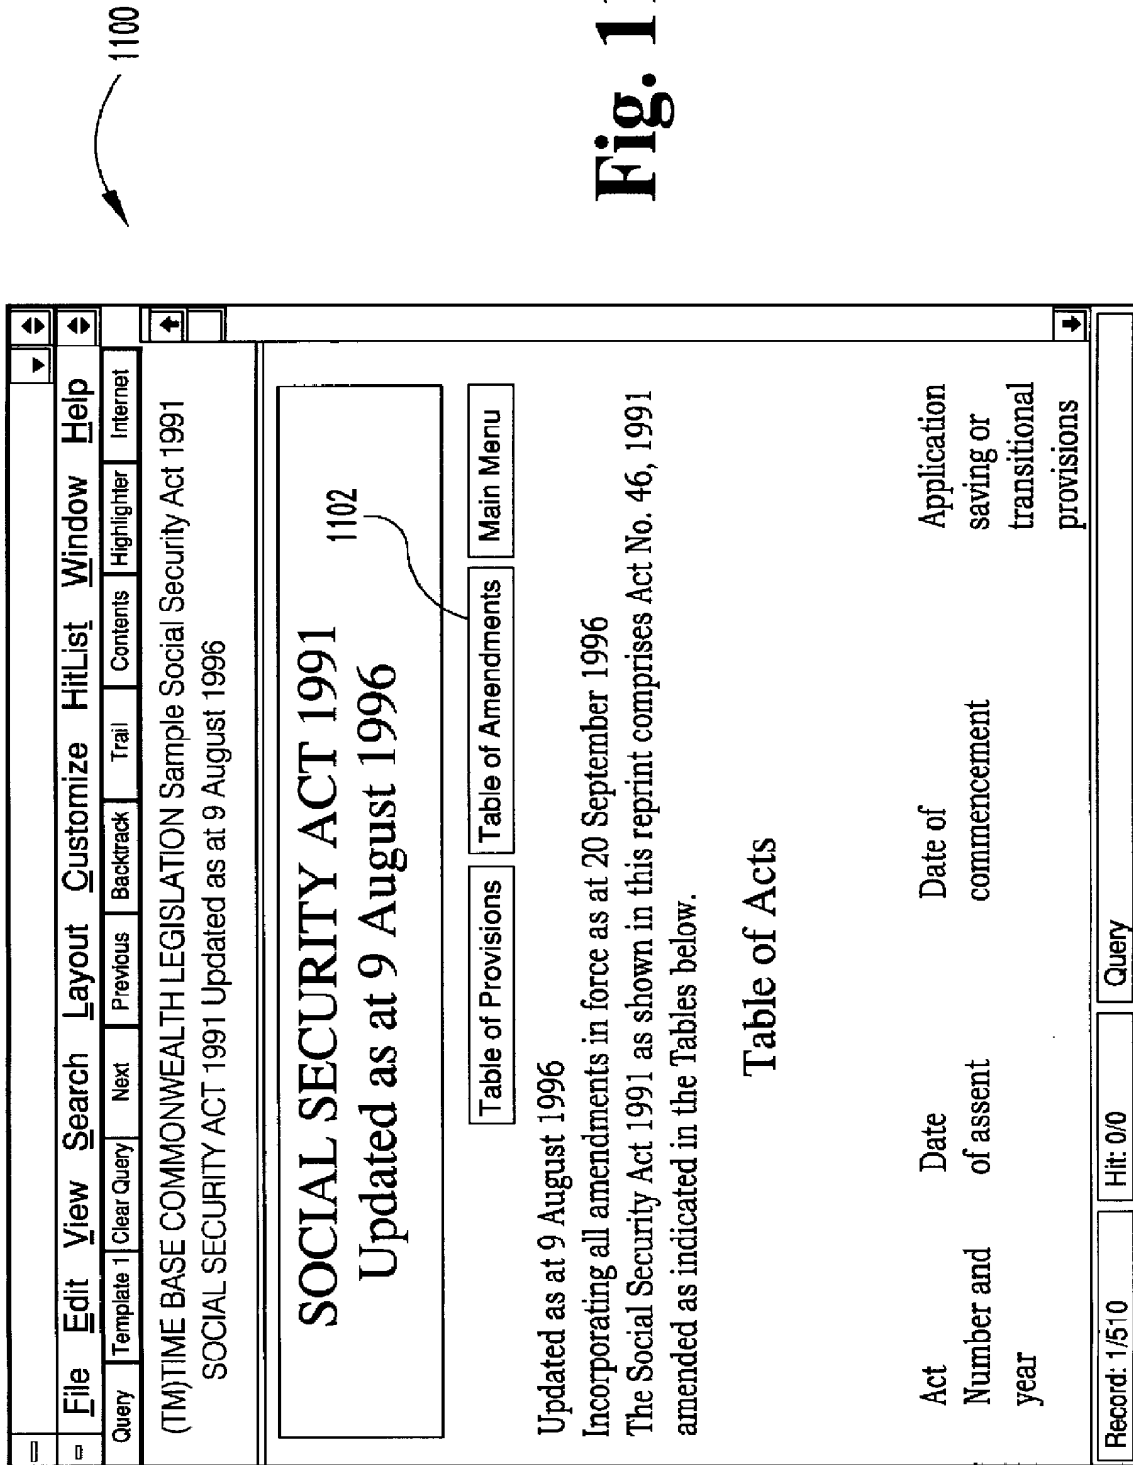 1100
File Edit View Search Layout Customize HitList Window Help
Query Template 1 Clear Query Next Previous Backtrack Trail Contents Highlighter Internet
(TM)TIME BASE COMMONWEALTH LEGISLATION Sample Social Security Act 1991
SOCIAL SECURITY ACT 1991 Updated as at 9 August 1996
SOCIAL SECURITY ACT 1991
Updated as at 9 August 1996
1102
Table of Provisions Table of Amendments Main Menu
Updated as at 9 August 1996
Incorporating all amendments in force as at 20 September 1996
The Social Security Act 1991 as shown in this reprint comprises Act No. 46, 1991
amended as indicated in the Tables below.
Table of Acts
Act Date Date of Application
Number and of assent commencement saving or
year transitional
provisions
Record: 1/510 Hit: 0/0 Query
Fig. 11